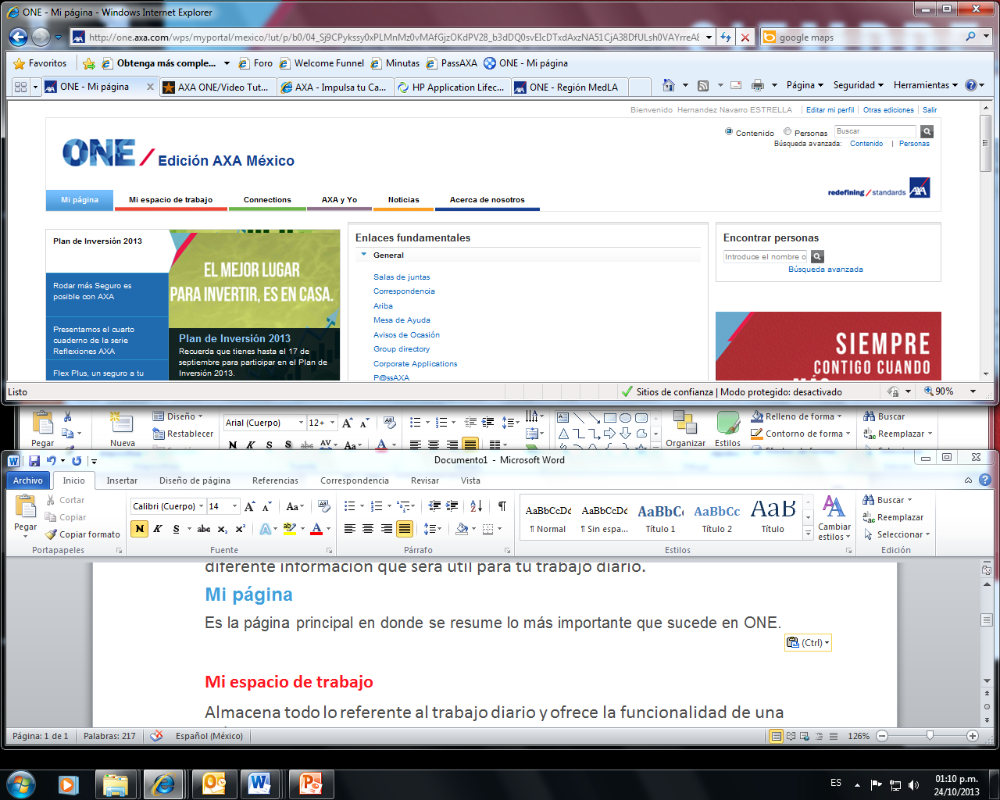 ONE - Mi página - Windows Internet Explorer
google maps
Favoritos
Obtenga más comple...
Foro
Welcome Funnel
Minutas
PassAXA
ONE - Mi página
ONE - Mi página
AXA ONE/Video Tut...
AXA - Impulsa tu Ca...
HP Application Lifec...
ONE - Región MedLA
Página
Seguridad
Herramientas
Bienvenido Hernandez Navarro ESTRELLA
Editar mi perfil
Otras ediciones
Salir
Contenido
Personas
Buscar
Búsqueda avanzada: Contenido | Personas
ONE / Edición AXA México
redefining / standards AXA
Mi página
Mi espacio de trabajo
Connections
AXA y Yo
Noticias
Acerca de nosotros
Plan de Inversión 2013
Rodar más Seguro es
posible con AXA
Presentamos el cuarto
cuaderno de la serie
Reflexiones AXA
Flex Plus, un seguro a tu
EL MEJOR LUGAR
PARA INVERTIR, ES EN CASA.
Plan de Inversión 2013
Recuerda que tienes hasta el 17 de
septiembre para participar en el Plan de
Inversión 2013.
Enlaces fundamentales
General
Salas de juntas
Correspondencia
Ariba
Mesa de Ayuda
Avisos de Ocasión
Group directory
Corporate Applications
P@ssAXA
Encontrar personas
Introduce el nombre o
Búsqueda avanzada
SIEMPRE
CONTIGO CUANDO
MÁS
Listo
Sitios de confianza | Modo protegido: desactivado
90%
Pegar
Nueva
Diseño
Restablecer
Arial (Cuerpo)
12+
Organizar
Estilos
Relleno de forma
Contorno de forma
Buscar
Reemplazar
Documento1 - Microsoft Word
Archivo
Inicio
Insertar
Diseño de página
Referencias
Correspondencia
Revisar
Vista
Pegar
Cortar
Copiar
Copiar formato
Portapapeles
Calibri (Cuerpo)
14
Fuente
Párrafo
AaBbCcDd
¶ Normal
AaBbCcDd
¶ Sin espa...
AaBbC
Título 1
AaBbCc
Título 2
AaB
Título
Cambiar
estilos
Estilos
Buscar
Reemplazar
Seleccionar
Edición
diferente información que será útil para tu trabajo diario.
Mi página
Es la página principal en donde se resume lo más importante que sucede en ONE.
(Ctrl)
Mi espacio de trabajo
Almacena todo lo referente al trabajo diario y ofrece la funcionalidad de una
Página: 1 de 1
Palabras: 217
Español (México)
126%
ES
01:10 p.m.
24/10/2013